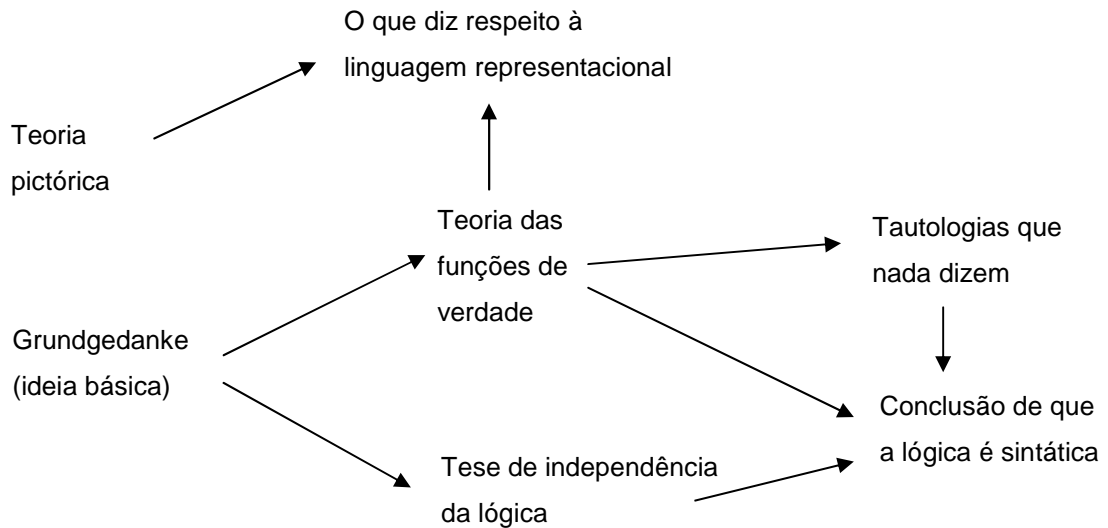 O que diz respeito à
linguagem representacional
Teoria
pictórica
Teoria das
funções de
verdade
Tautologias que
nada dizem
Grundgedanke
(ideia básica)
Conclusão de que
a lógica é sintática
Tese de independência
da lógica